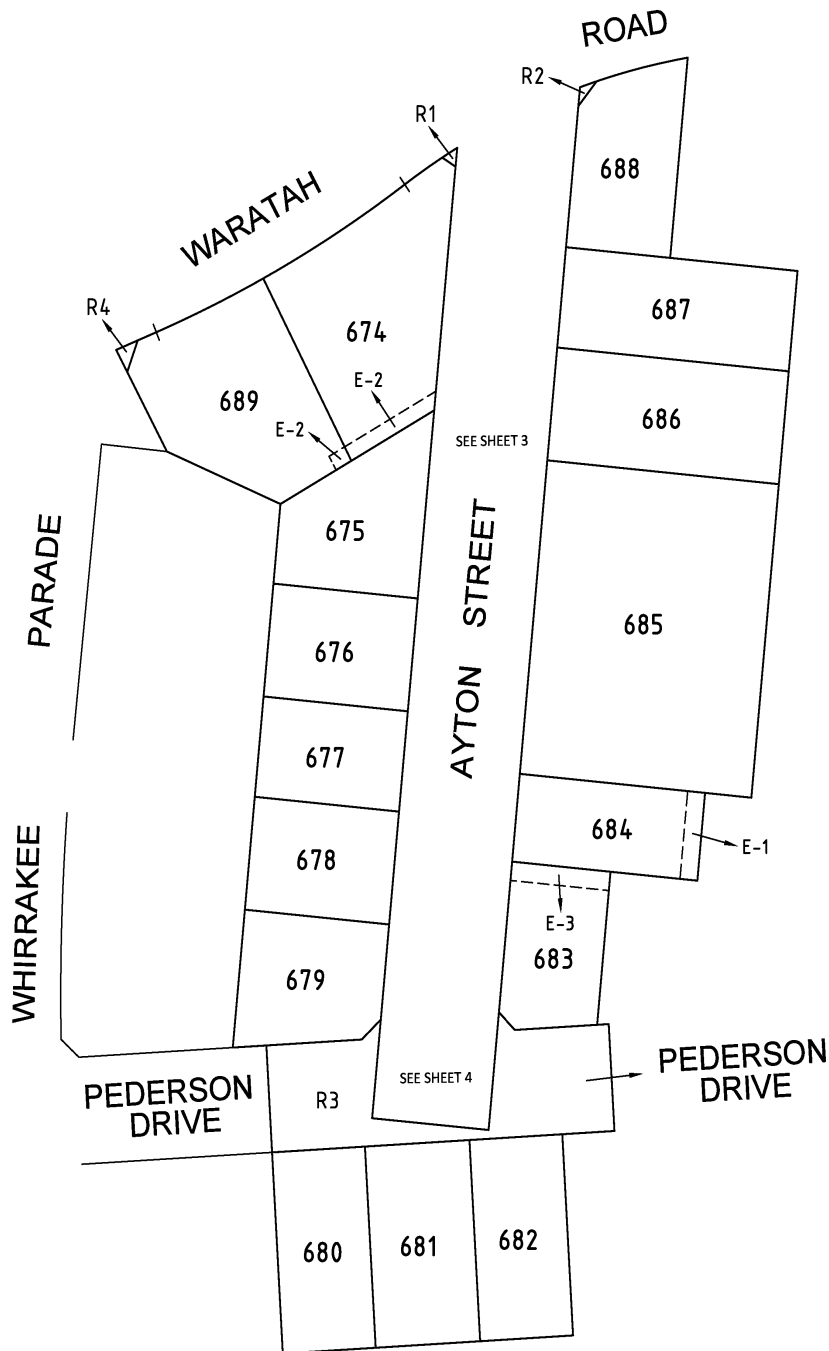 ROAD
R2
R1
688
WARATAH
687
R4
674
E-2
689
686
E-2
SEE SHEET 3
675
PARADE
AYTON STREET
685
676
677
684
E-1
678
E-3
683
WHIRRAKEE
679
PEDERSON
DRIVE
SEE SHEET 4
PEDERSON
DRIVE
R3
680
681
682